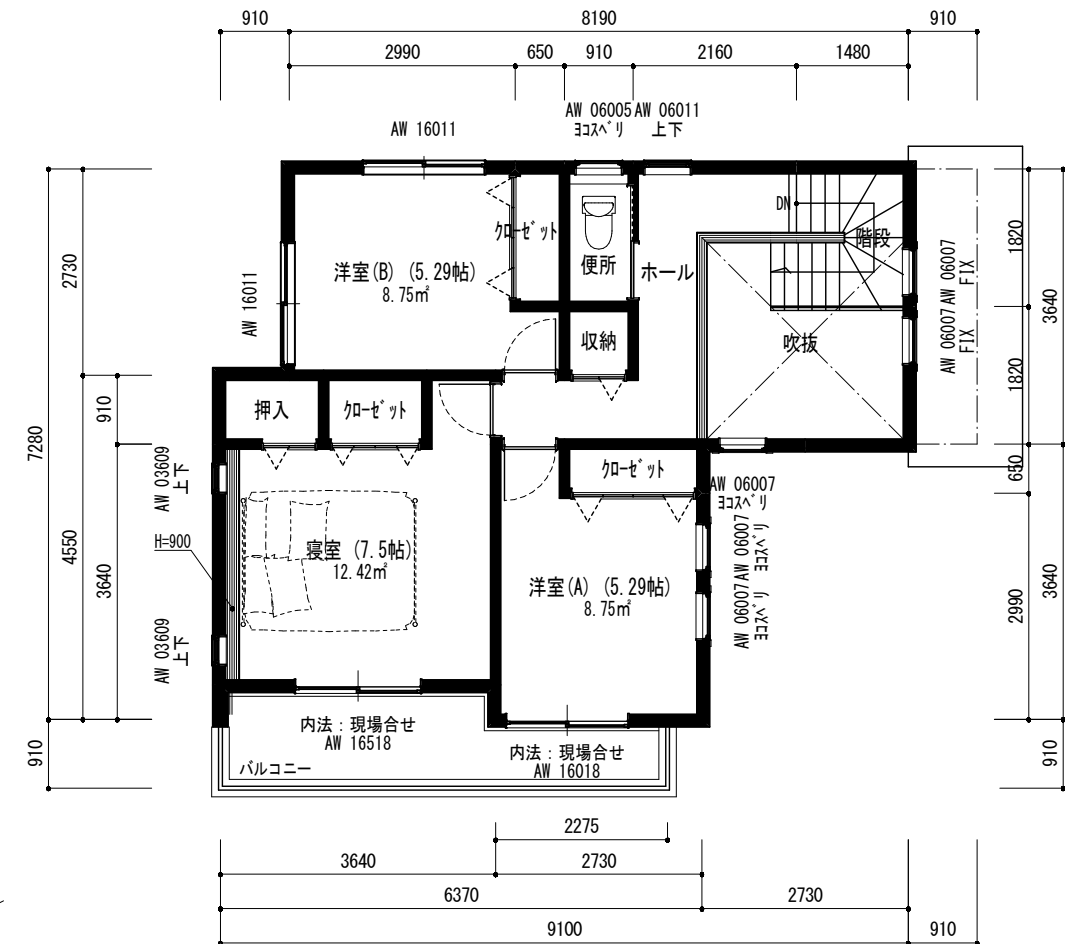 910
8190
910
2990
650
910
2160
1480
AW 06005
ヨコスベリ
AW 06011
上下
AW 16011
2730
7280
910
4550
3640
910
AW 16011
洋室(B) (5.29帖)
8.75㎡
クローゼット
便所
ホール
DN
階段
収納
吹抜
AW 06007
FIX
AW 06007
FIX
1820
1820
3640
650
2990
3640
910
押入
クローゼット
クローゼット
AW 03609
上下
H=900
AW 03609
上下
寝室 (7.5帖)
12.42㎡
洋室(A) (5.29帖)
8.75㎡
AW 06007
ヨコスベリ
AW 06007
ヨコスベリ
AW 06007
ヨコスベリ
内法：現場合せ
AW 16518
内法：現場合せ
AW 16018
バルコニー
2275
3640
2730
6370
2730
9100
910